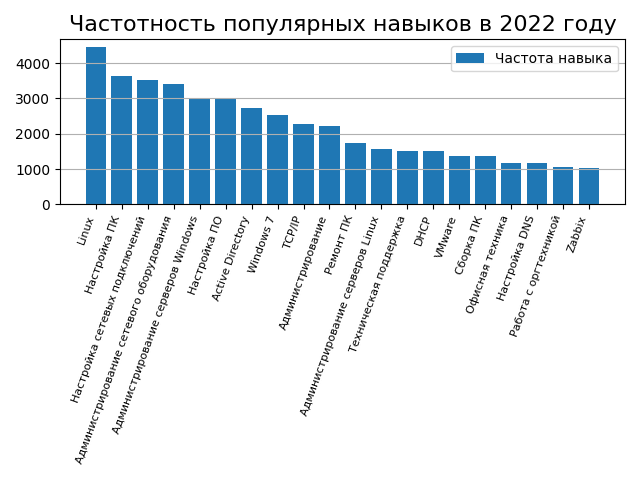 Частотность популярных навыков в 2022 году
Частота навыка
4000
3000
2000
1000
0
Linux
Настройка ПК
Настройка сетевых подключений
Администрирование сетевого оборудования
Администрирование серверов Windows
Настройка ПО
Active Directory
Windows 7
TCP/IP
Администрирование
Ремонт ПК
Администрирование серверов Linux
Техническая поддержка
DHCP
VMware
Сборка ПК
Офисная техника
Настройка DNS
Работа с оргтехникой
Zabbix